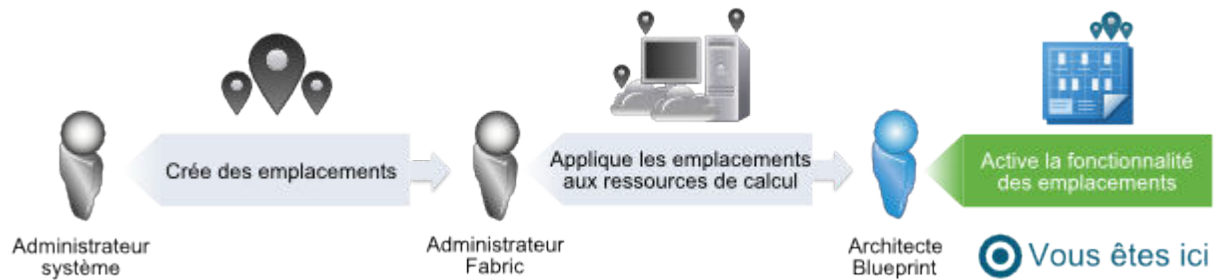 Crée des emplacements
Applique les emplacements
aux ressources de calcul
Active la fonctionnalité
des emplacements
Administrateur
système
Administrateur
Fabric
Architecte
Blueprint
Vous êtes ici